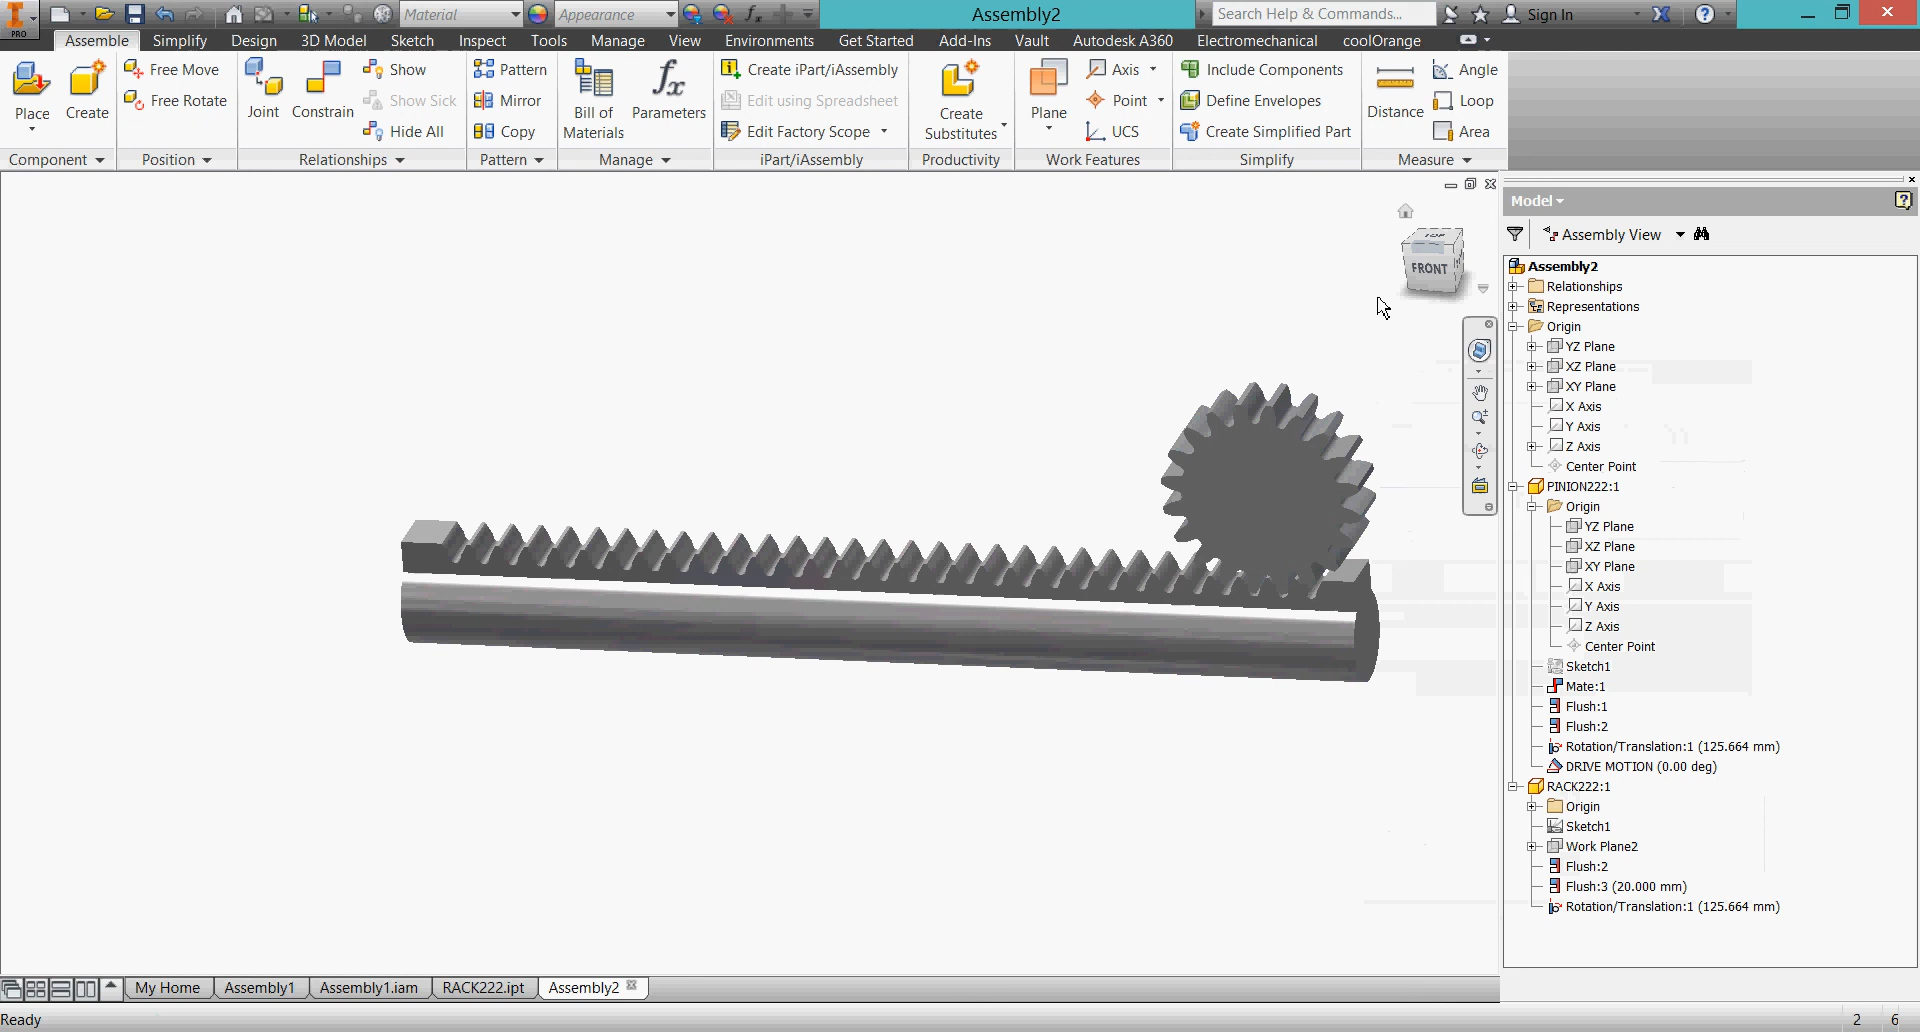 PRO
Material
Appearance
fx
Assembly2
Search Help & Commands...
Sign In
Assemble Simplify Design 3D Model Sketch Inspect Tools Manage View Environments Get Started Add-Ins Vault Autodesk A360 Electromechanical coolOrange
Place
Create
Component
Free Move
Free Rotate
Position
Joint
Constrain
Show
Show Sick
Hide All
Relationships
Pattern
Mirror
Copy
Pattern
Bill of
Materials
fx
Parameters
Manage
Create iPart/iAssembly
Edit using Spreadsheet
Edit Factory Scope
iPart/iAssembly
Create
Substitutes
Productivity
Plane
Axis
Point
UCS
Work Features
Include Components
Define Envelopes
Create Simplified Part
Simplify
Distance
Angle
Loop
Area
Measure
TOP
FRONT
Model
Assembly View
Assembly2
Relationships
Representations
Origin
YZ Plane
XZ Plane
XY Plane
X Axis
Y Axis
Z Axis
Center Point
PINION222:1
Origin
YZ Plane
XZ Plane
XY Plane
X Axis
Y Axis
Z Axis
Center Point
Sketch1
Mate:1
Flush:1
Flush:2
Rotation/Translation:1 (125.664 mm)
DRIVE MOTION (0.00 deg)
RACK222:1
Origin
Sketch1
Work Plane2
Flush:2
Flush:3 (20.000 mm)
Rotation/Translation:1 (125.664 mm)
My Home Assembly1 Assembly1.iam RACK222.ipt Assembly2
Ready
2 6